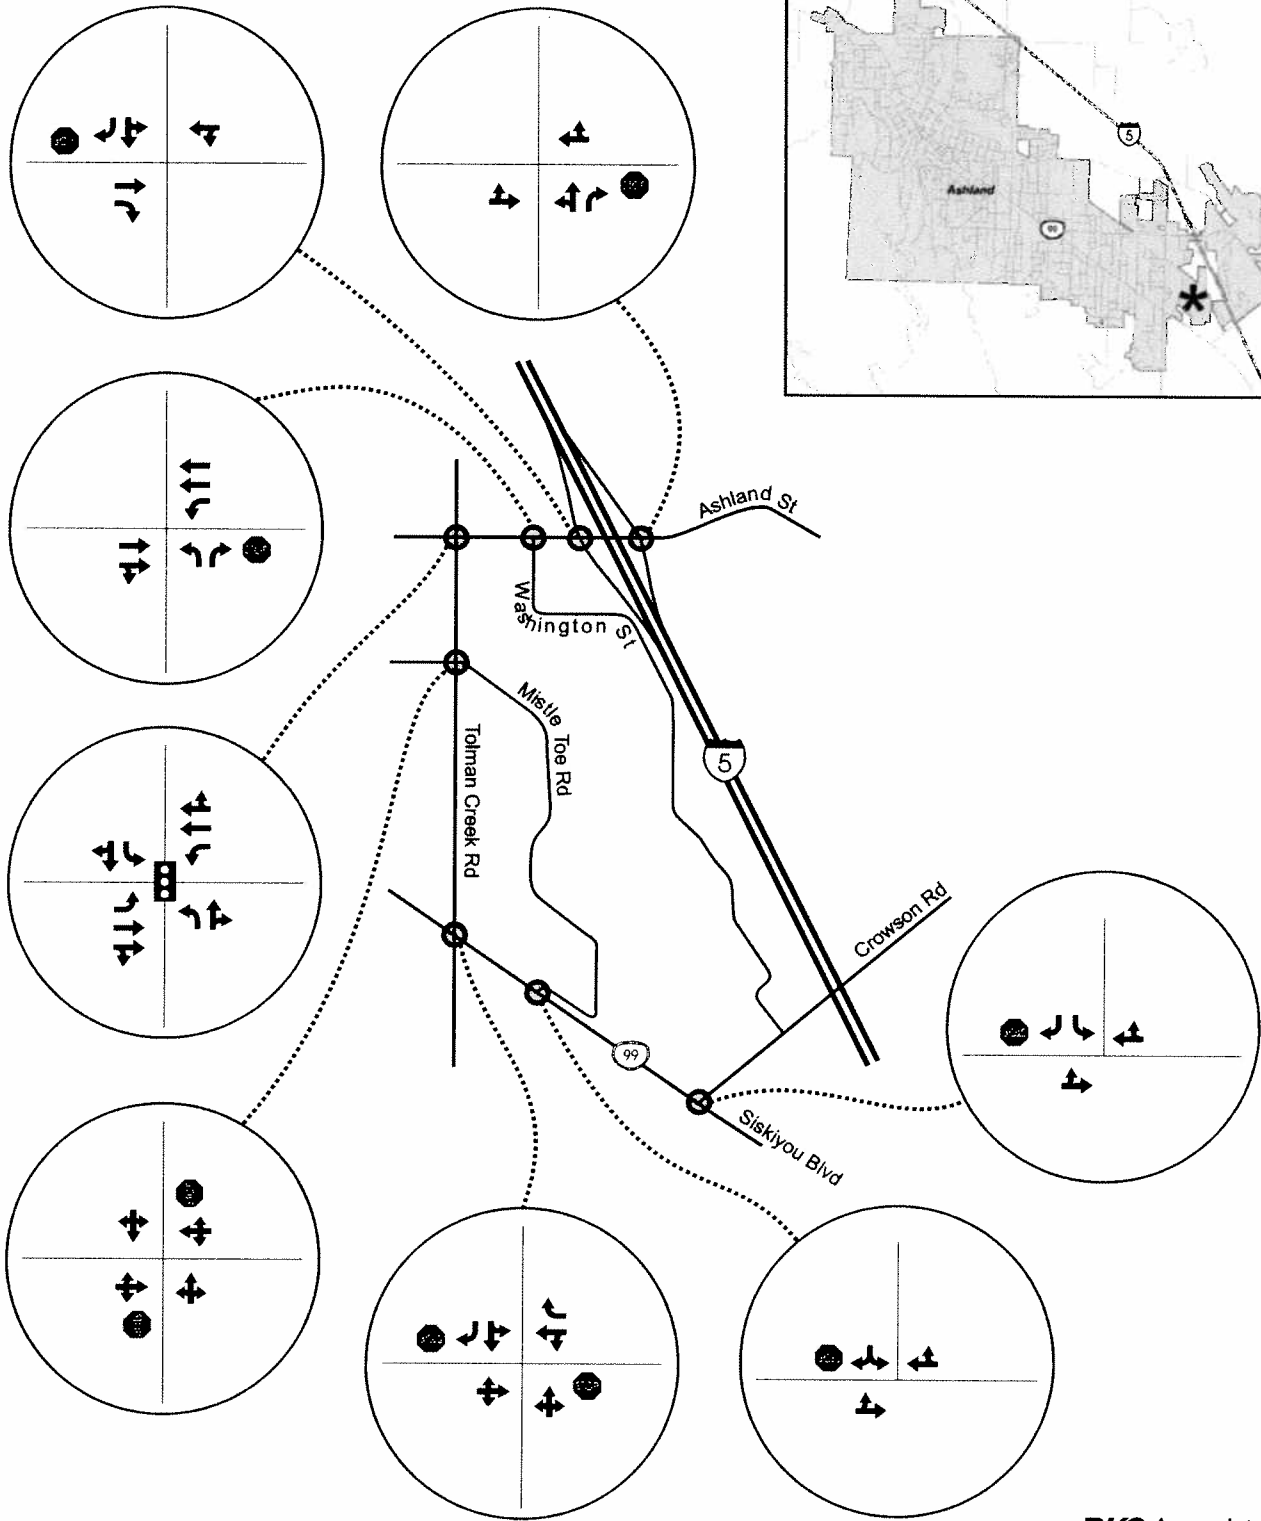 5
Ashland
99
Ashland St
Washington St
Mistle Toe Rd
Tolman Creek Rd
5
Crowson Rd
99
Siskiyou Blvd